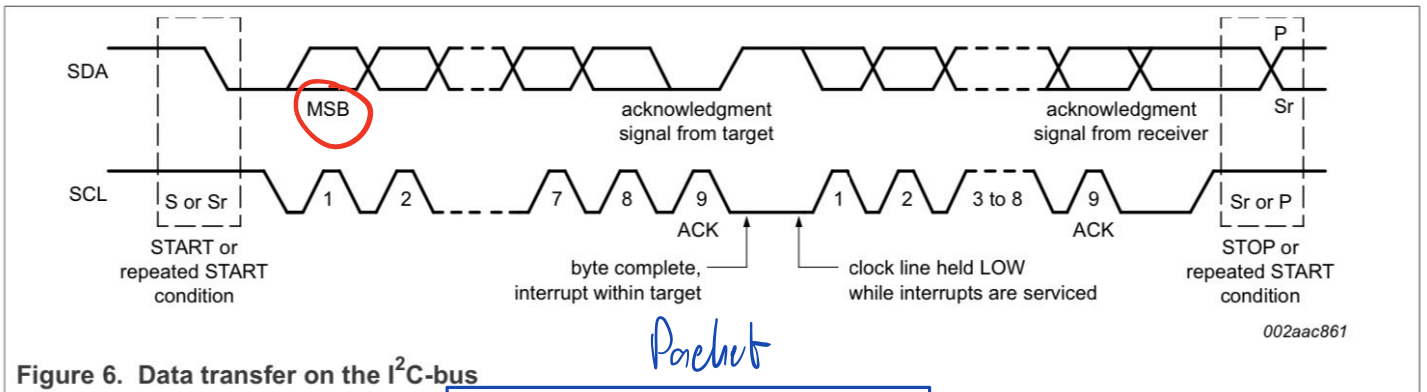 P
SDA
MSB
acknowledgment
signal from target
acknowledgment
signal from receiver
Sr
SCL
S or Sr
1
2
7
8
9
1
2
3 to 8
9
Sr or P
ACK
ACK
START or
repeated START
condition
byte complete,
interrupt within target
clock line held LOW
while interrupts are serviced
STOP or
repeated START
condition
002aac861
Packet
Figure 6. Data transfer on the I²C-bus